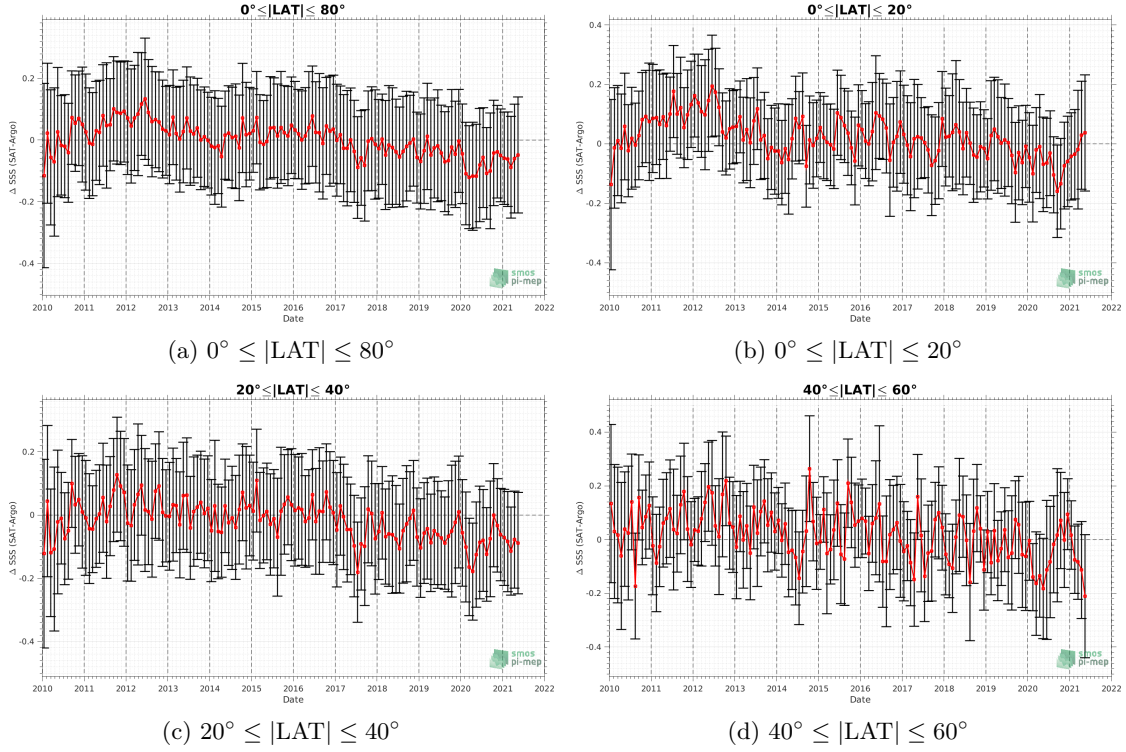 0°≤|LAT|≤ 80°
Δ SSS (SAT-Argo)
0.2
0
-0.2
-0.4
2010 2011 2012 2013 2014 2015 2016 2017 2018 2019 2020 2021 2022
Date
smos
pi-mep
(a) 0° ≤ |LAT| ≤ 80°
0°≤|LAT|≤ 20°
Δ SSS (SAT-Argo)
0.4
0.2
0
-0.2
-0.4
2010 2011 2012 2013 2014 2015 2016 2017 2018 2019 2020 2021 2022
Date
smos
pi-mep
(b) 0° ≤ |LAT| ≤ 20°
20°≤|LAT|≤ 40°
Δ SSS (SAT-Argo)
0.2
0
-0.2
-0.4
2010 2011 2012 2013 2014 2015 2016 2017 2018 2019 2020 2021 2022
Date
smos
pi-mep
(c) 20° ≤ |LAT| ≤ 40°
40°≤|LAT|≤ 60°
Δ SSS (SAT-Argo)
0.4
0.2
0
-0.2
-0.4
2010 2011 2012 2013 2014 2015 2016 2017 2018 2019 2020 2021 2022
Date
smos
pi-mep
(d) 40° ≤ |LAT| ≤ 60°